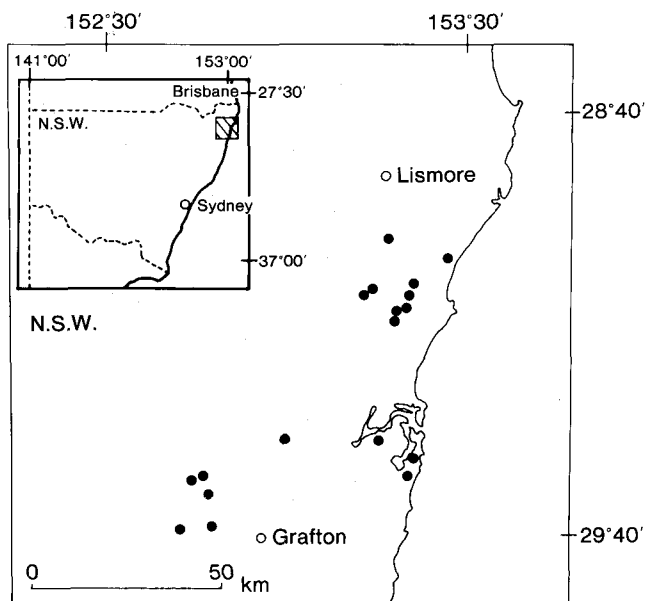 152°30′ 153°30′
141°00′ 153°00′
Brisbane 27°30′
N.S.W.
28°40′
Lismore
Sydney
37°00′
N.S.W.
29°40′
Grafton
0 50
km